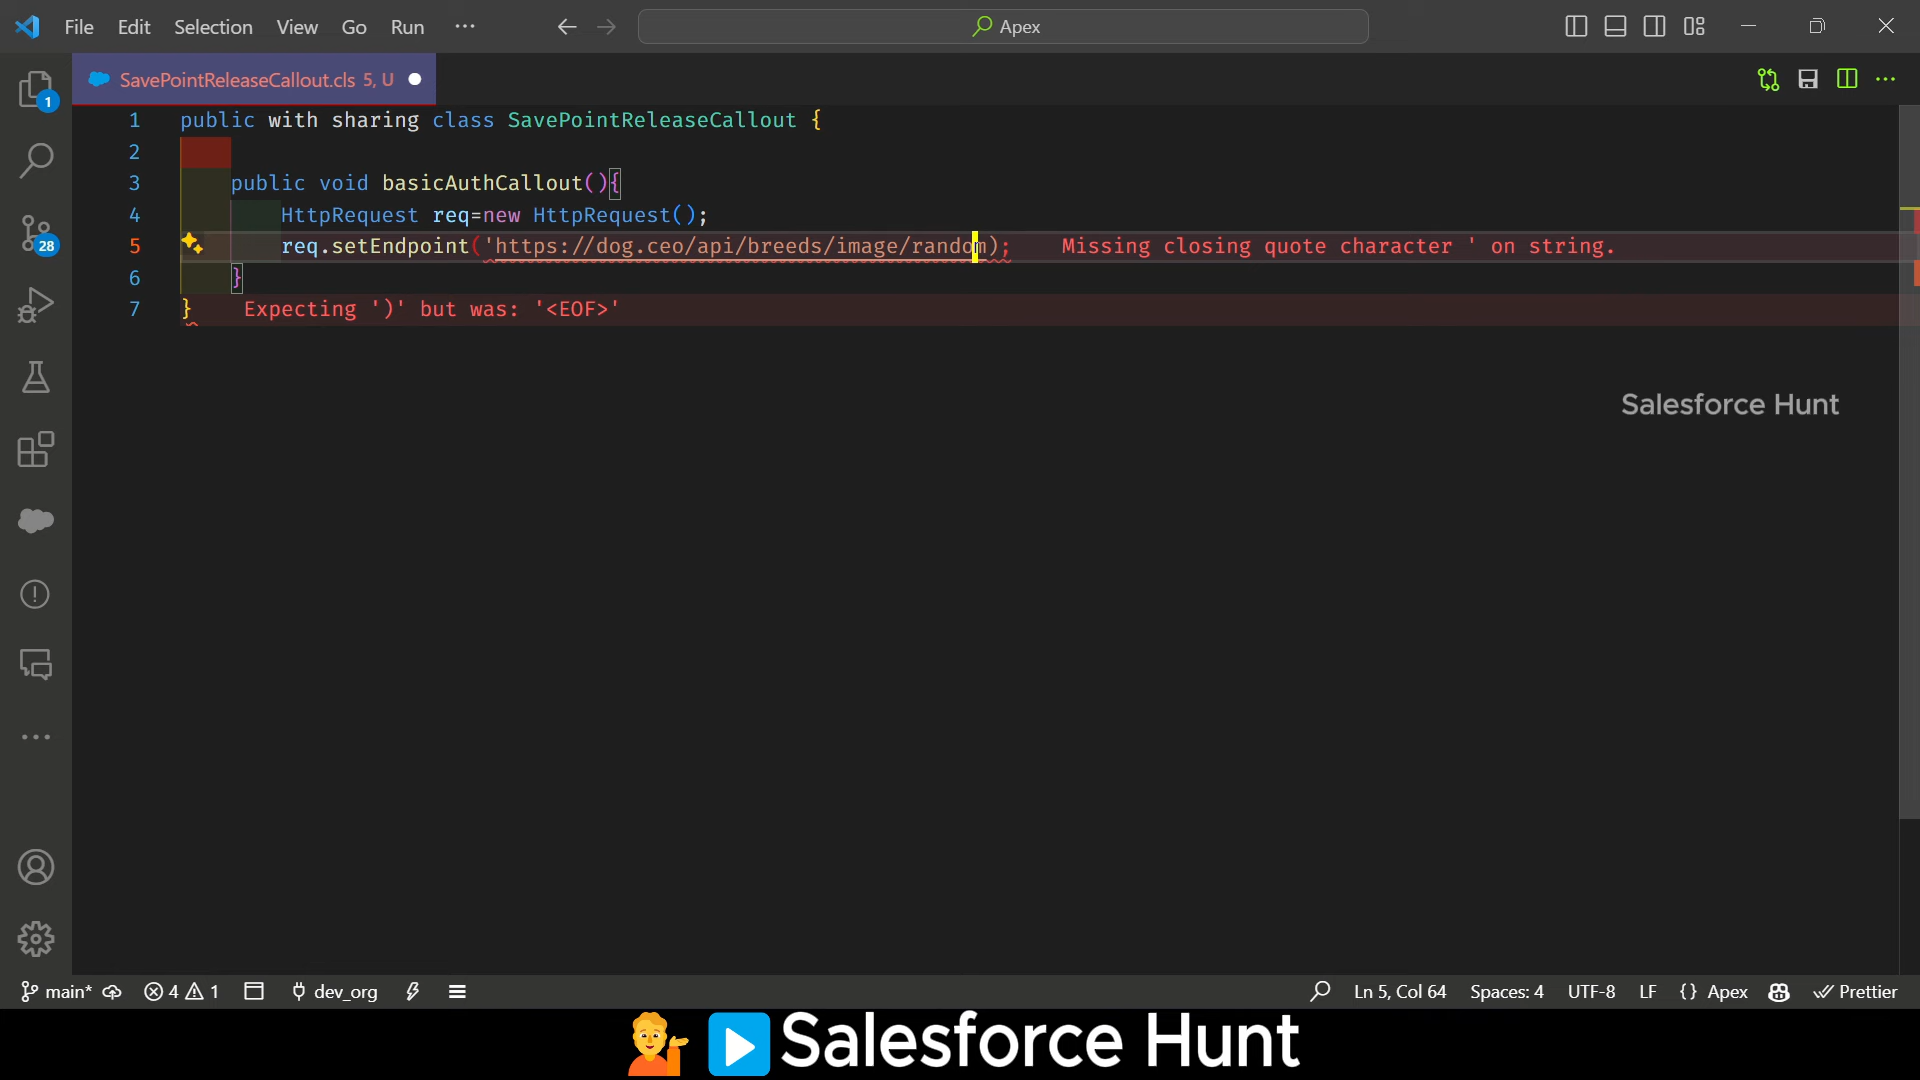 File Edit Selection View Go Run ··· Apex
SavePointReleaseCallout.cls 5, U
1 public with sharing class SavePointReleaseCallout {
2
3 public void basicAuthCallout(){
4 HttpRequest req=new HttpRequest();
5 req.setEndpoint('https://dog.ceo/api/breeds/image/random); Missing closing quote character ' on string.
6 }
7 } Expecting ')' but was: '<EOF>'
1
28
Salesforce Hunt
main* 4 1 dev_org Ln 5, Col 64 Spaces: 4 UTF-8 LF {} Apex Prettier
Salesforce Hunt